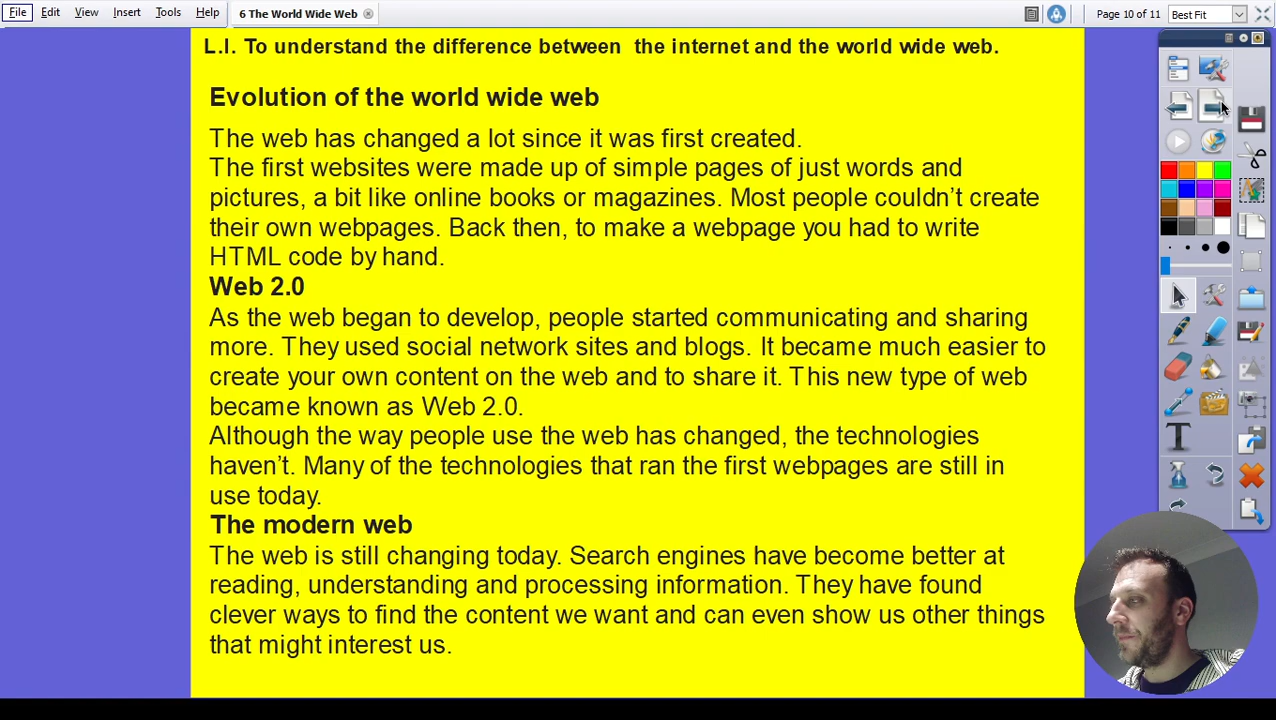 File Edit View Insert Tools Help 6 The World Wide Web Page 10 of 11 Best Fit
L.I. To understand the difference between the internet and the world wide web.
Evolution of the world wide web
The web has changed a lot since it was first created.
The first websites were made up of simple pages of just words and
pictures, a bit like online books or magazines. Most people couldn’t create
their own webpages. Back then, to make a webpage you had to write
HTML code by hand.
Web 2.0
As the web began to develop, people started communicating and sharing
more. They used social network sites and blogs. It became much easier to
create your own content on the web and to share it. This new type of web
became known as Web 2.0.
Although the way people use the web has changed, the technologies
haven’t. Many of the technologies that ran the first webpages are still in
use today.
The modern web
The web is still changing today. Search engines have become better at
reading, understanding and processing information. They have found
clever ways to find the content we want and can even show us other things
that might interest us.
T